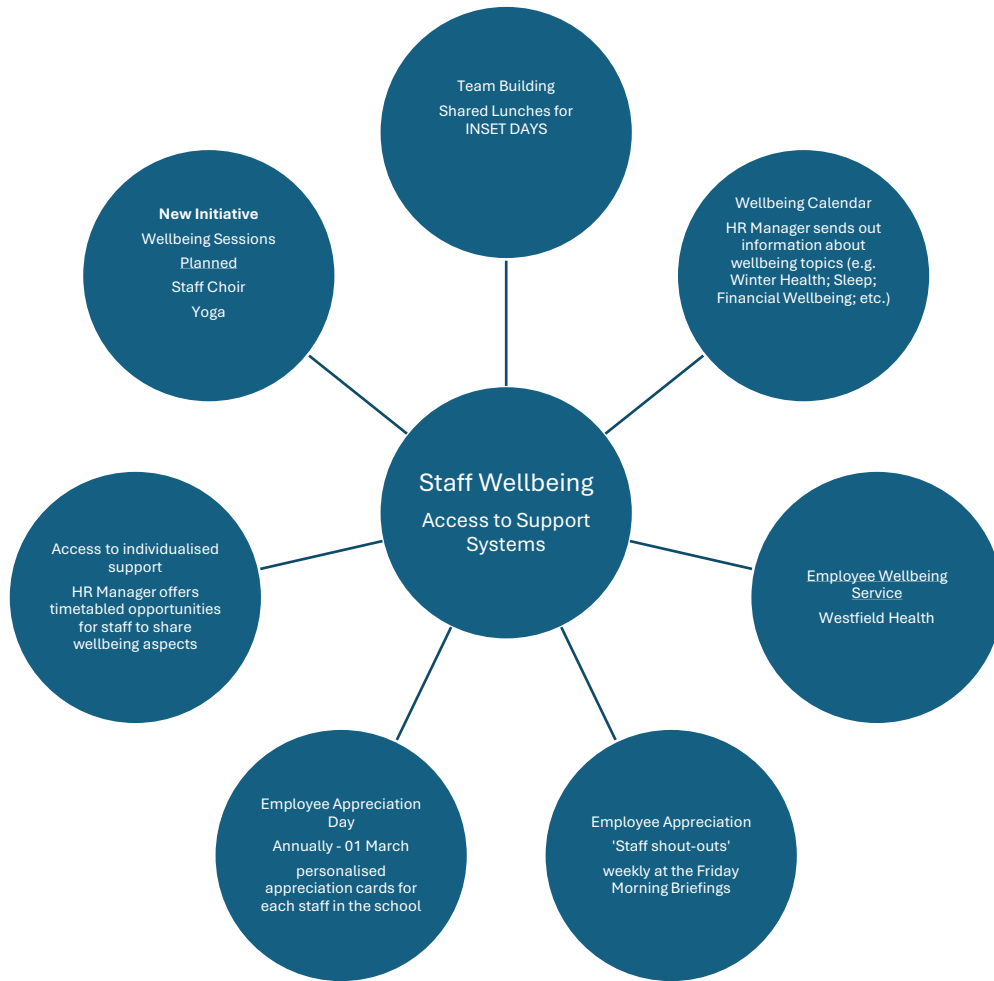 Team Building
Shared Lunches for
INSET DAYS
Wellbeing Calendar
HR Manager sends out
information about
wellbeing topics (e.g.
Winter Health; Sleep;
Financial Wellbeing; etc.)
New Initiative
Wellbeing Sessions
Planned
Staff Choir
Yoga
Staff Wellbeing
Access to Support
Systems
Access to individualised
support
HR Manager offers
timetabled opportunities
for staff to share
wellbeing aspects
Employee Wellbeing
Service
Westfield Health
Employee Appreciation
Day
Annually - 01 March
personalised
appreciation cards for
each staff in the school
Employee Appreciation
'Staff shout-outs'
weekly at the Friday
Morning Briefings